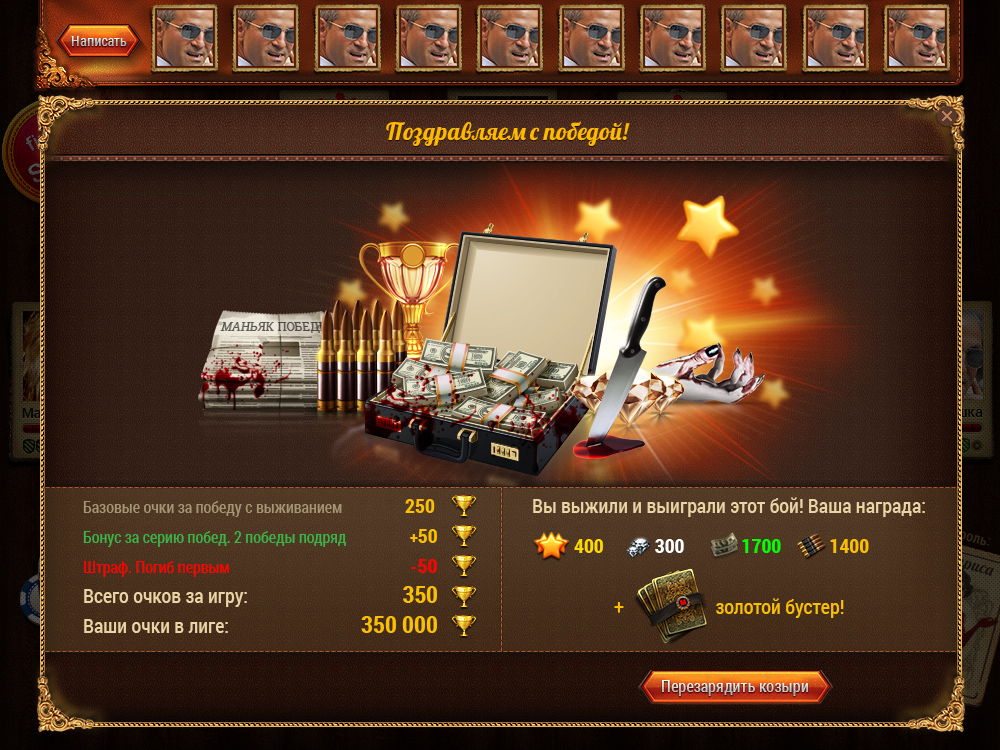 Написать
Поздравляем с победой!
МАНЬЯК ПОБЕД
Базовые очки за победу с выживанием 250
Бонус за серию побед. 2 победы подряд +50
Штраф. Погиб первым -50
Всего очков за игру: 350
Ваши очки в лиге: 350 000
Вы выжили и выиграли этот бой! Ваша награда:
400 300 1700 1400
+ золотой бустер!
Перезарядить козыри